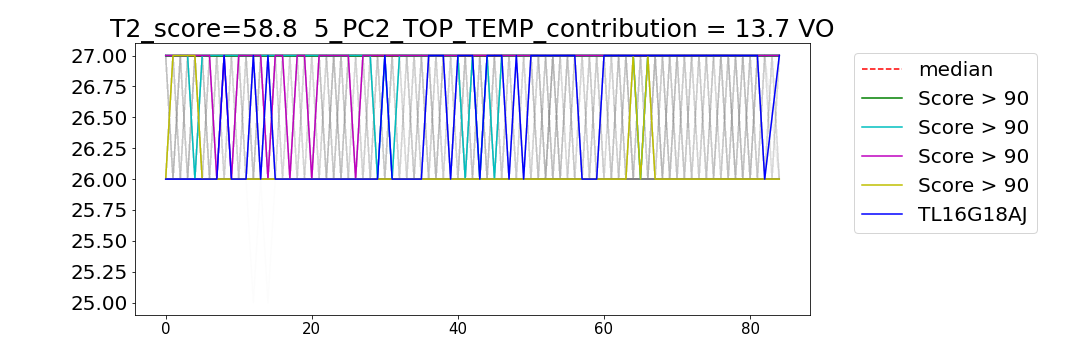 T2_score=58.8 5_PC2_TOP_TEMP_contribution = 13.7 VO
27.00
26.75
26.50
26.25
26.00
25.75
25.50
25.25
25.00
0 20 40 60 80
median
Score > 90
Score > 90
Score > 90
Score > 90
TL16G18AJ